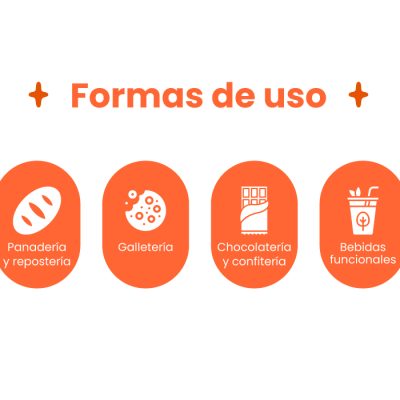 Formas de uso
Panadería
y repostería
Galletería
Chocolatería
y confitería
Bebidas
funcionales